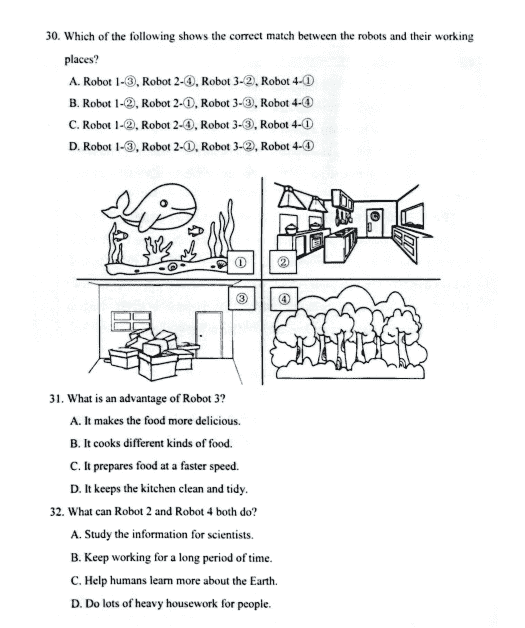 30. Which of the following shows the correct match between the robots and their working
places?
A. Robot 1-③, Robot 2-④, Robot 3-②, Robot 4-①
B. Robot 1-②, Robot 2-①, Robot 3-③, Robot 4-④
C. Robot 1-②, Robot 2-④, Robot 3-③, Robot 4-①
D. Robot 1-③, Robot 2-①, Robot 3-②, Robot 4-④
① ②
③ ④
31. What is an advantage of Robot 3?
A. It makes the food more delicious.
B. It cooks different kinds of food.
C. It prepares food at a faster speed.
D. It keeps the kitchen clean and tidy.
32. What can Robot 2 and Robot 4 both do?
A. Study the information for scientists.
B. Keep working for a long period of time.
C. Help humans learn more about the Earth.
D. Do lots of heavy housework for people.